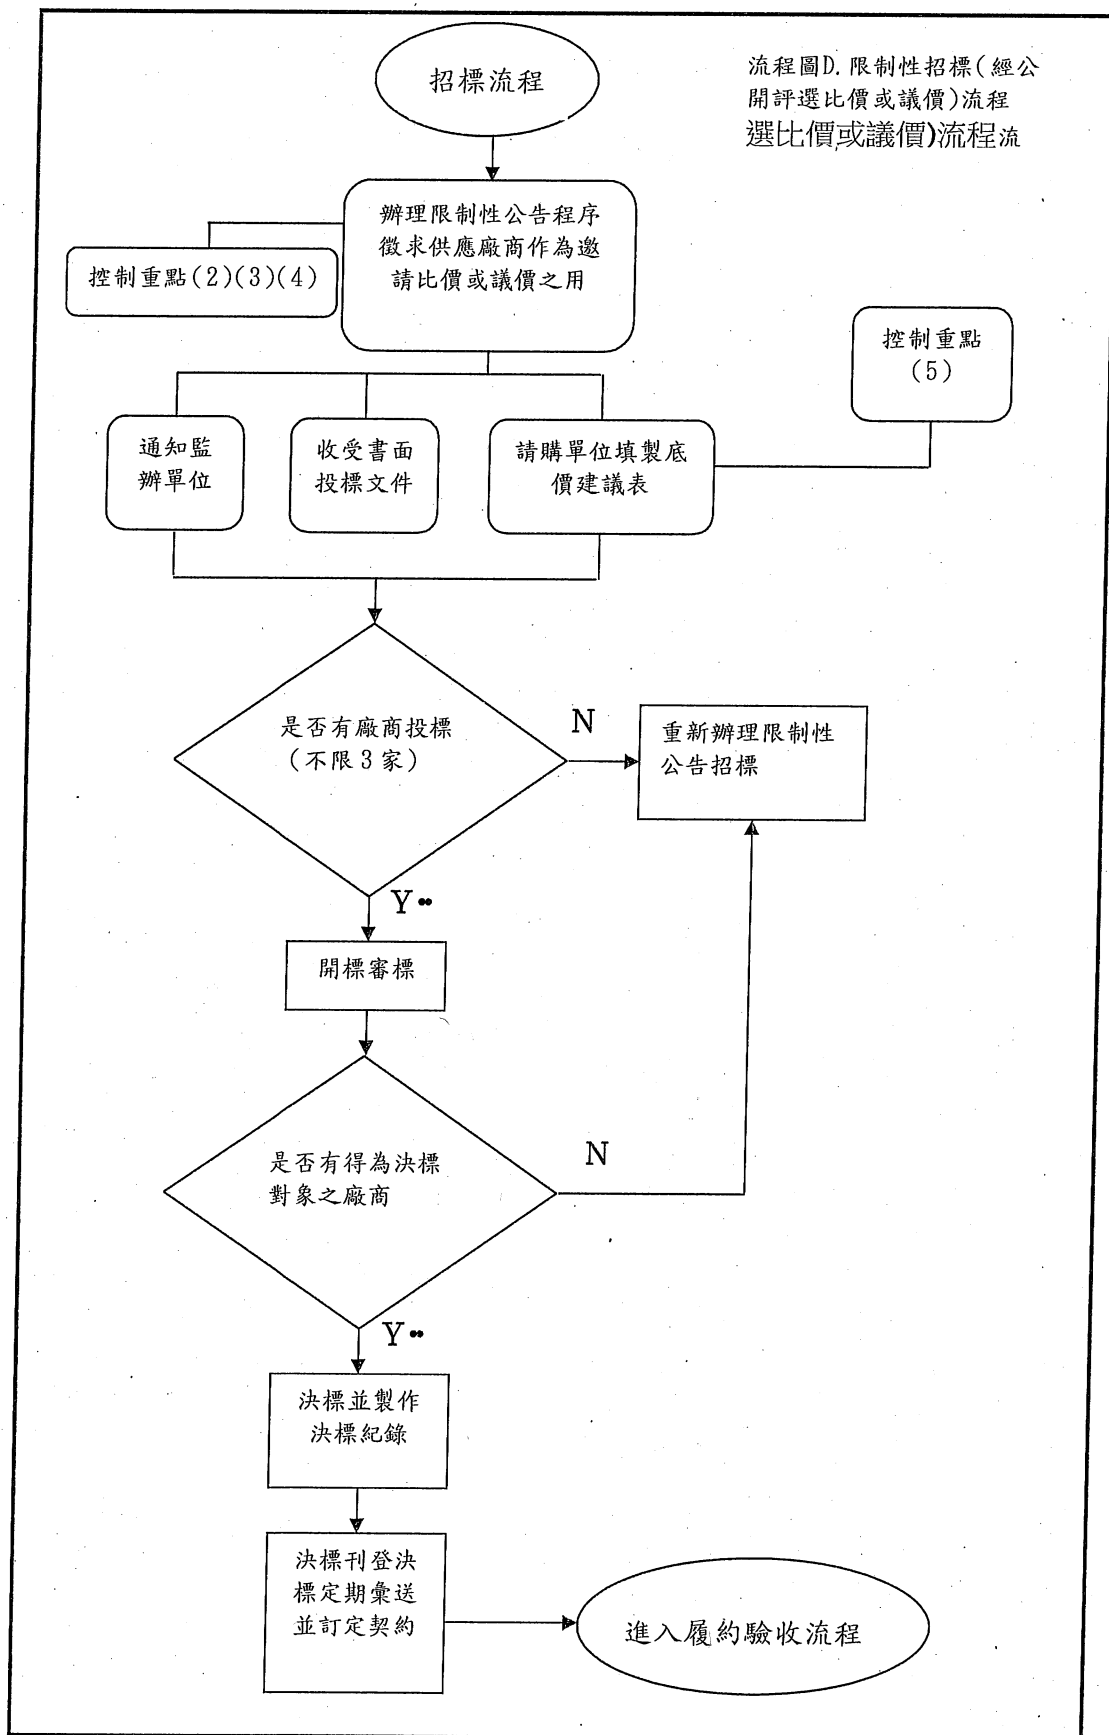 招標流程
流程圖D.限制性招標(經公
開評選比價或議價)流程
選比價或議價)流程流
辦理限制性公告程序
徵求供應廠商作為邀
請比價或議價之用
控制重點(2)(3)(4)
控制重點
(5)
通知監
辦單位
收受書面
投標文件
請購單位填製底
價建議表
是否有廠商投標
(不限3家)
N
重新辦理限制性
公告招標
Y
開標審標
是否有得為決標
對象之廠商
N
Y
決標並製作
決標紀錄
決標刊登決
標定期彙送
並訂定契約
進入履約驗收流程